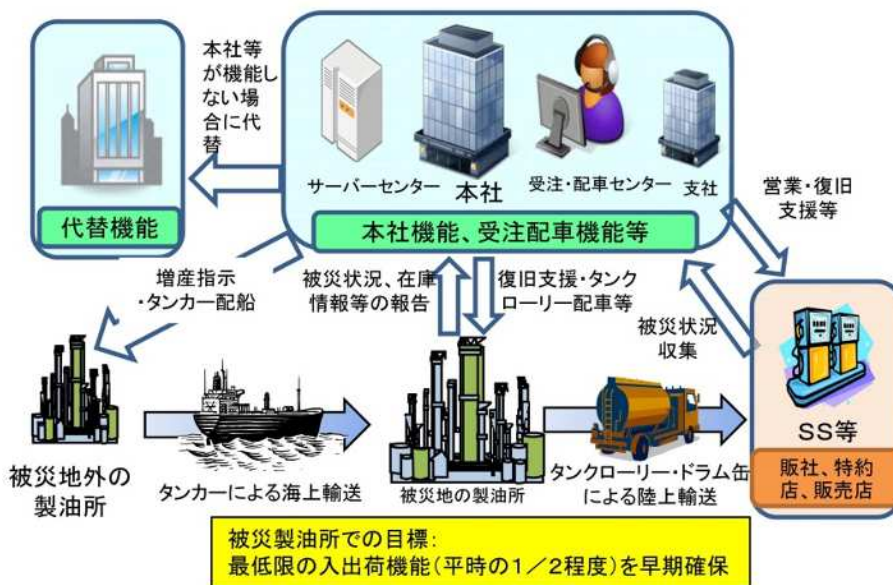 本社等
が機能し
ない場
合に代
替
サーバーセンター
本社
受注・配車センター
支社
代替機能
本社機能、受注配車機能等
営業・復旧
支援等
増産指示
・タンカー配船
被災状況、在庫
情報等の報告
復旧支援・タンク
ローリー配車等
被災状況
収集
被災地外の
製油所
タンカーによる海上輸送
被災地の製油所
タンクローリー・ドラム缶
による陸上輸送
SS等
販社、特約
店、販売店
被災製油所での目標:
最低限の入出荷機能(平時の1/2程度)を早期確保